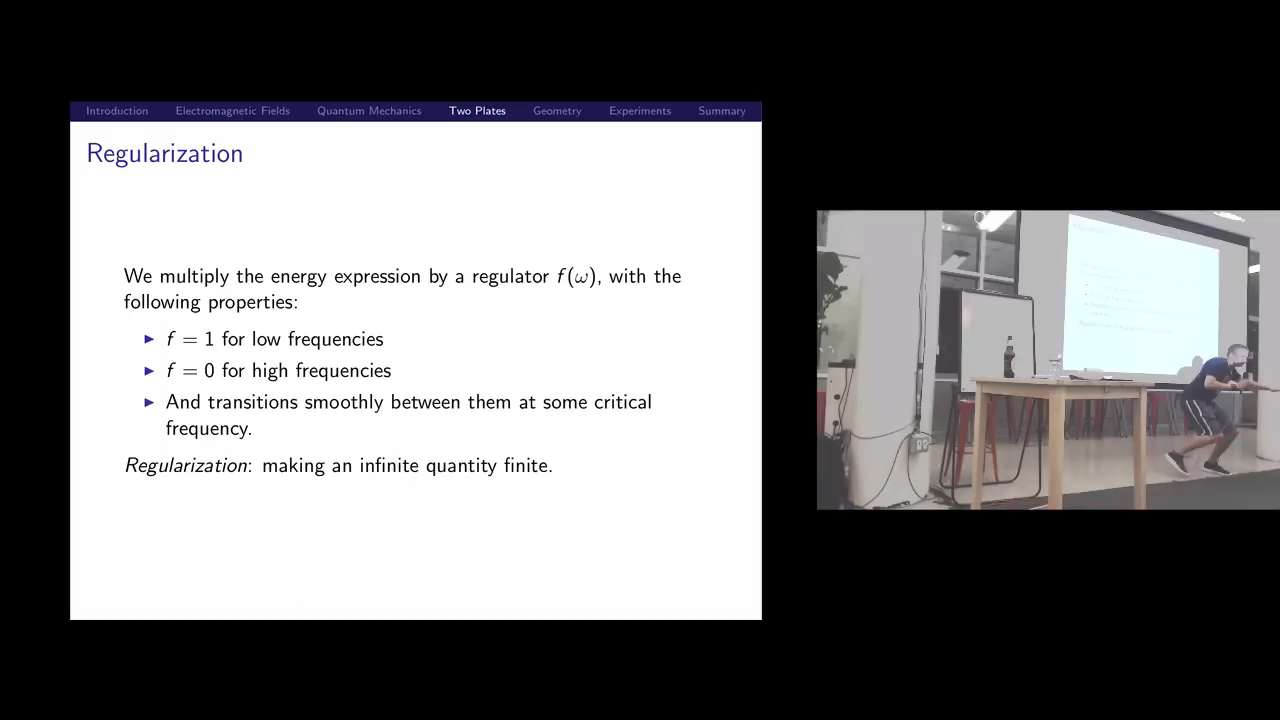 Introduction Electromagnetic Fields Quantum Mechanics Two Plates Geometry Experiments Summary
Regularization
We multiply the energy expression by a regulator f(ω), with the
following properties:
▶ f = 1 for low frequencies
▶ f = 0 for high frequencies
▶ And transitions smoothly between them at some critical
frequency.
Regularization: making an infinite quantity finite.